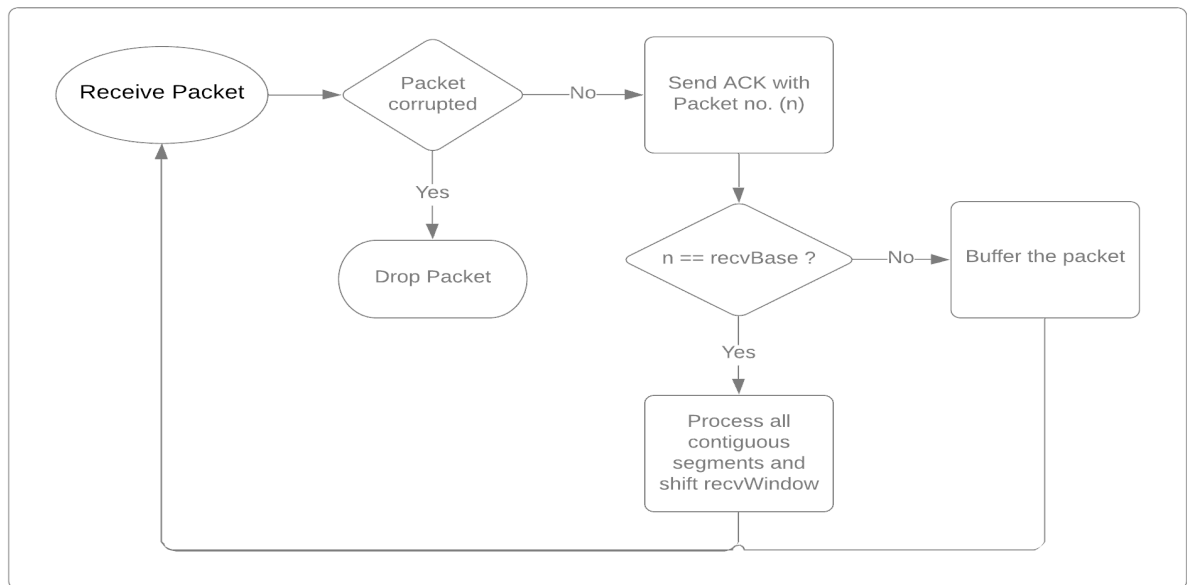 Receive Packet
Packet
corrupted
No
Send ACK with
Packet no. (n)
Yes
Drop Packet
n == recvBase ?
No
Buffer the packet
Yes
Process all
contiguous
segments and
shift recvWindow